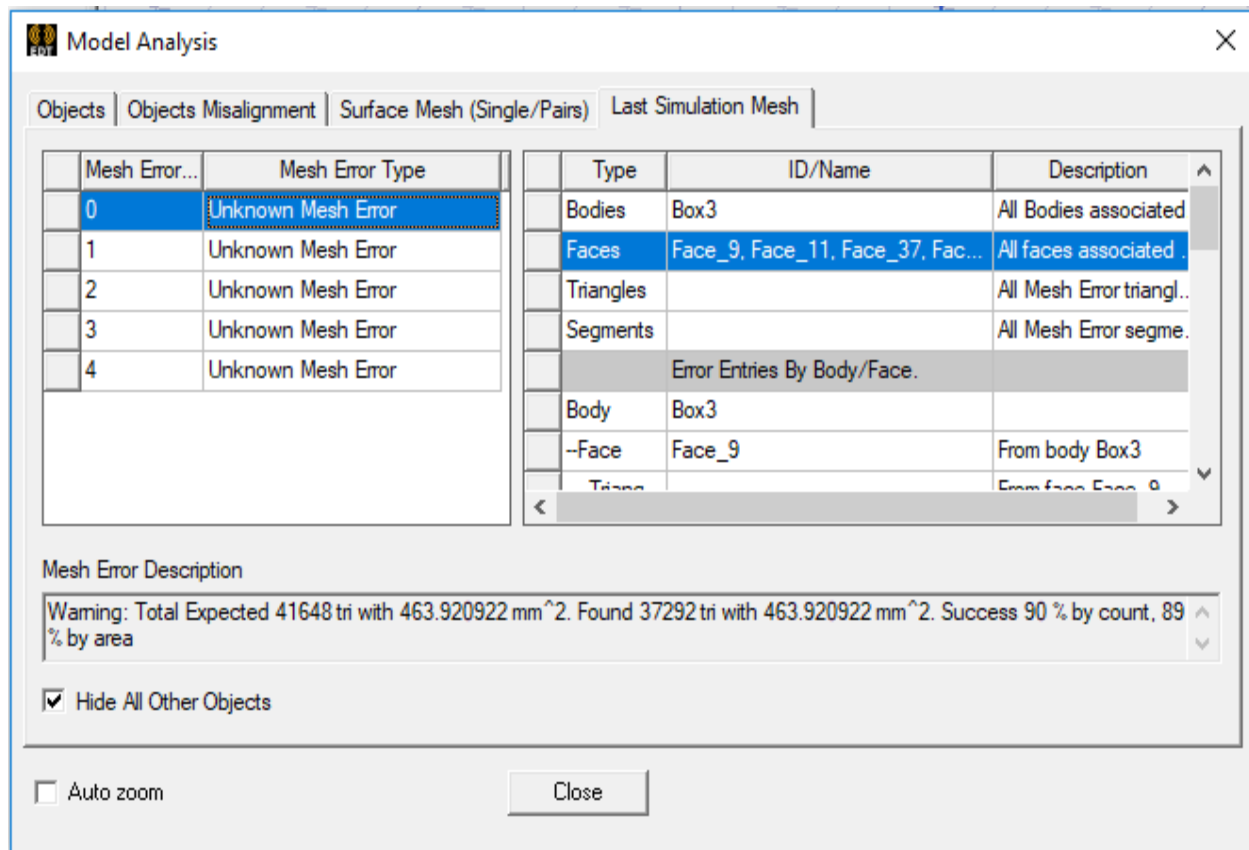 EDT
Model Analysis
Objects
Objects Misalignment
Surface Mesh (Single/Pairs)
Last Simulation Mesh
Mesh Error... Mesh Error Type
0 Unknown Mesh Error
1 Unknown Mesh Error
2 Unknown Mesh Error
3 Unknown Mesh Error
4 Unknown Mesh Error
Type ID/Name Description
Bodies Box3 All Bodies associated
Faces Face_9, Face_11, Face_37, Fac... All faces associated .
Triangles All Mesh Error triangl..
Segments All Mesh Error segme.
Error Entries By Body/Face.
Body Box3
--Face Face_9 From body Box3
Mesh Error Description
Warning: Total Expected 41648 tri with 463.920922 mm^2. Found 37292 tri with 463.920922 mm^2. Success 90 % by count, 89
% by area
Hide All Other Objects
Auto zoom
Close